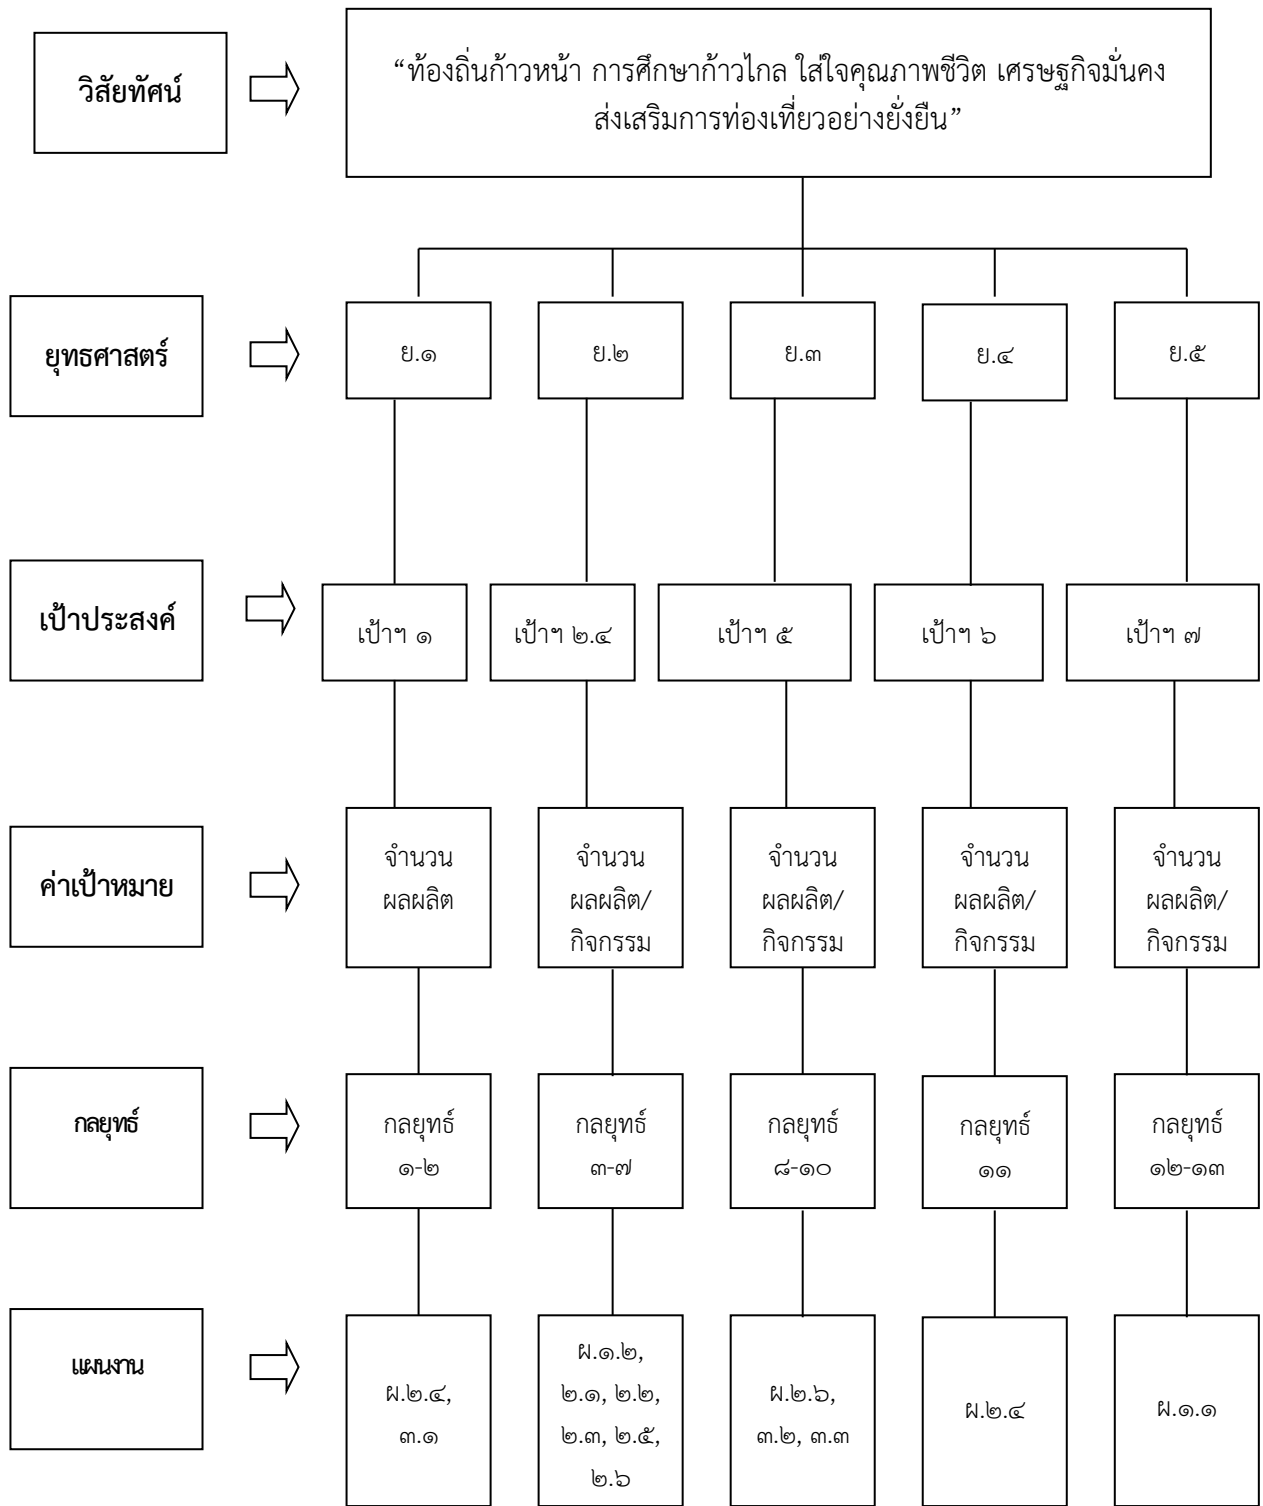 วิสัยทัศน์
“ท้องถิ่นก้าวหน้า การศึกษาก้าวไกล ใส่ใจคุณภาพชีวิต เศรษฐกิจมั่นคง
ส่งเสริมการท่องเที่ยวอย่างยั่งยืน”
ยุทธศาสตร์
ย.๑
ย.๒
ย.๓
ย.๔
ย.๕
เป้าประสงค์
เป้าฯ ๑
เป้าฯ ๒.๔
เป้าฯ ๕
เป้าฯ ๖
เป้าฯ ๗
ค่าเป้าหมาย
จำนวน
ผลผลิต
จำนวน
ผลผลิต/
กิจกรรม
จำนวน
ผลผลิต/
กิจกรรม
จำนวน
ผลผลิต/
กิจกรรม
จำนวน
ผลผลิต/
กิจกรรม
กลยุทธ์
กลยุทธ์
๑-๒
กลยุทธ์
๓-๗
กลยุทธ์
๘-๑๐
กลยุทธ์
๑๑
กลยุทธ์
๑๒-๑๓
แผนงาน
ผ.๒.๔,
๓.๑
ผ.๑.๒,
๒.๑, ๒.๒,
๒.๓, ๒.๕,
๒.๖
ผ.๒.๖,
๓.๒, ๓.๓
ผ.๒.๔
ผ.๑.๑